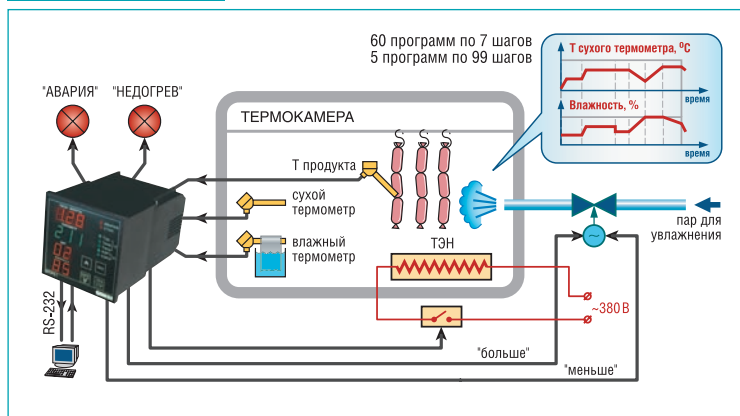 60 программ по 7 шагов
5 программ по 99 шагов
Т сухого термометра, ⁰С
время
Влажность, %
время
"АВАРИЯ"
"НЕДОГРЕВ"
ТЕРМОКАМЕРА
Т продукта
сухой
термометр
влажный
термометр
ТЭН
пар для
увлажнения
~
~380 В
RS-232
"больше"
"меньше"